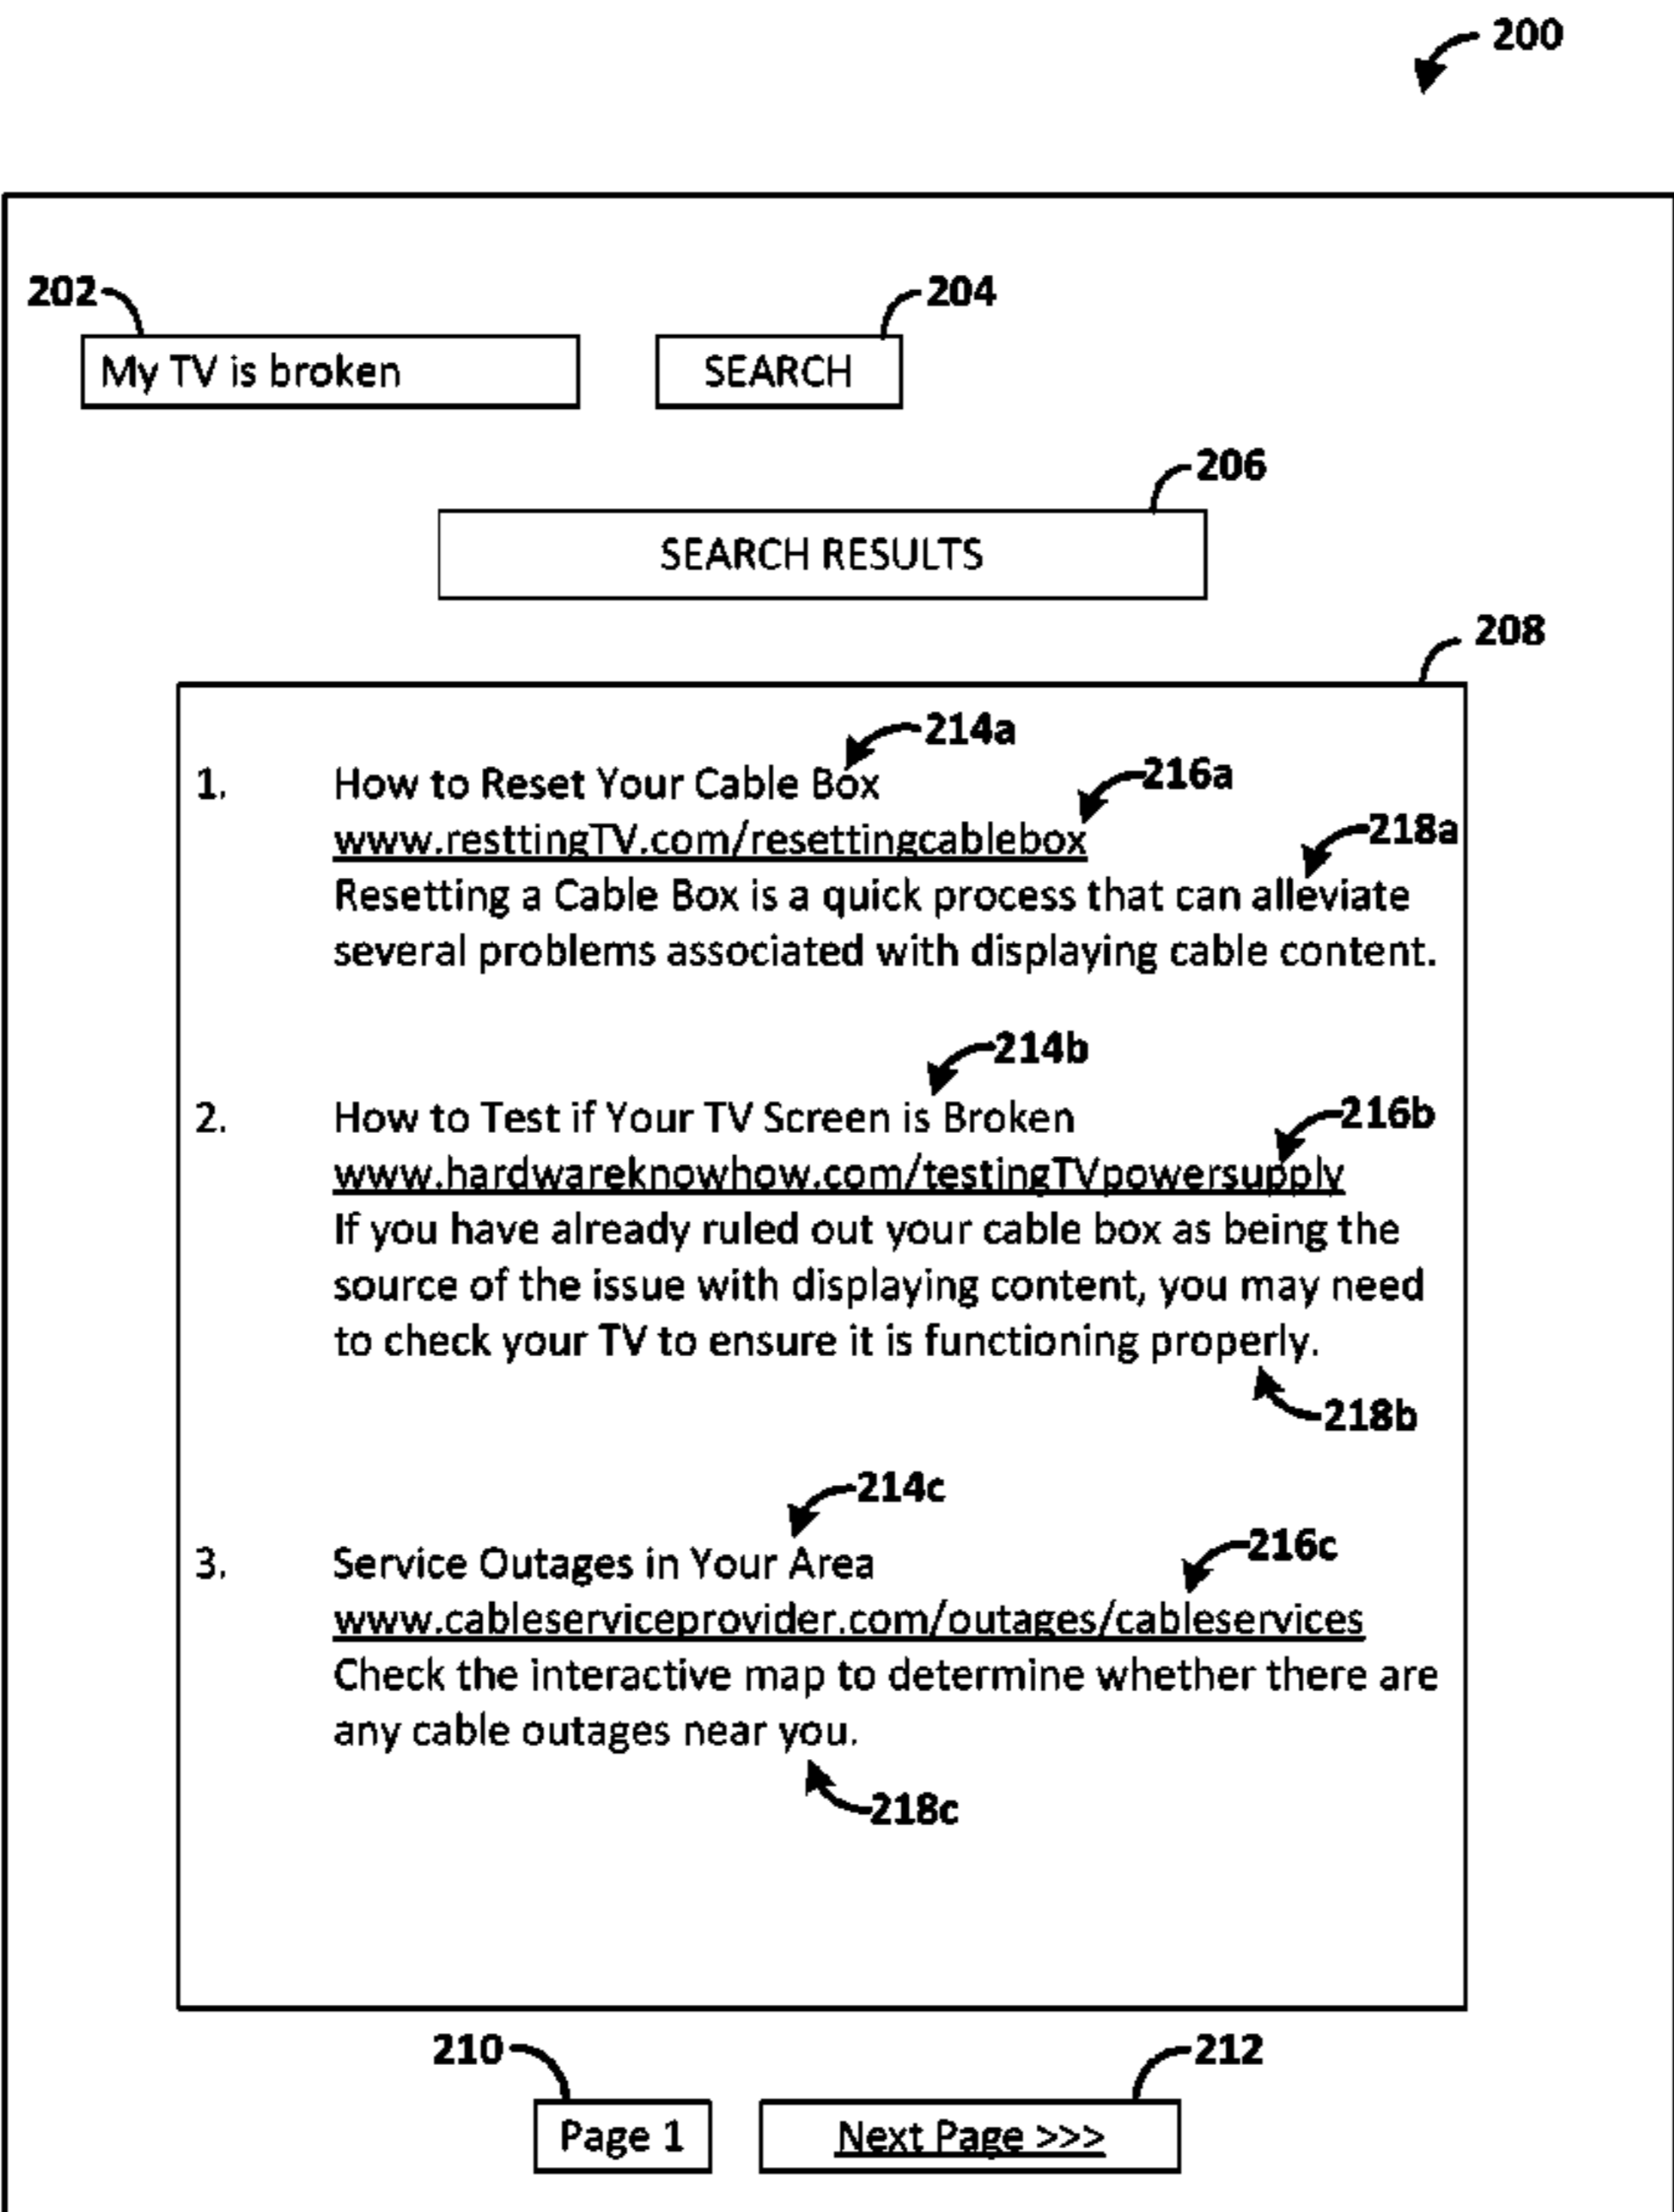 200
202
204
My TV is broken
SEARCH
206
SEARCH RESULTS
208
214a
1. How to Reset Your Cable Box
216a
www.resttingTV.com/resettingcablebox
218a
Resetting a Cable Box is a quick process that can alleviate
several problems associated with displaying cable content.
214b
2. How to Test if Your TV Screen is Broken
216b
www.hardwareknowhow.com/testingTVpowersupply
If you have already ruled out your cable box as being the
source of the issue with displaying content, you may need
to check your TV to ensure it is functioning properly.
218b
214c
3. Service Outages in Your Area
216c
www.cableserviceprovider.com/outages/cableservices
Check the interactive map to determine whether there are
any cable outages near you.
218c
210
212
Page 1
Next Page >>>